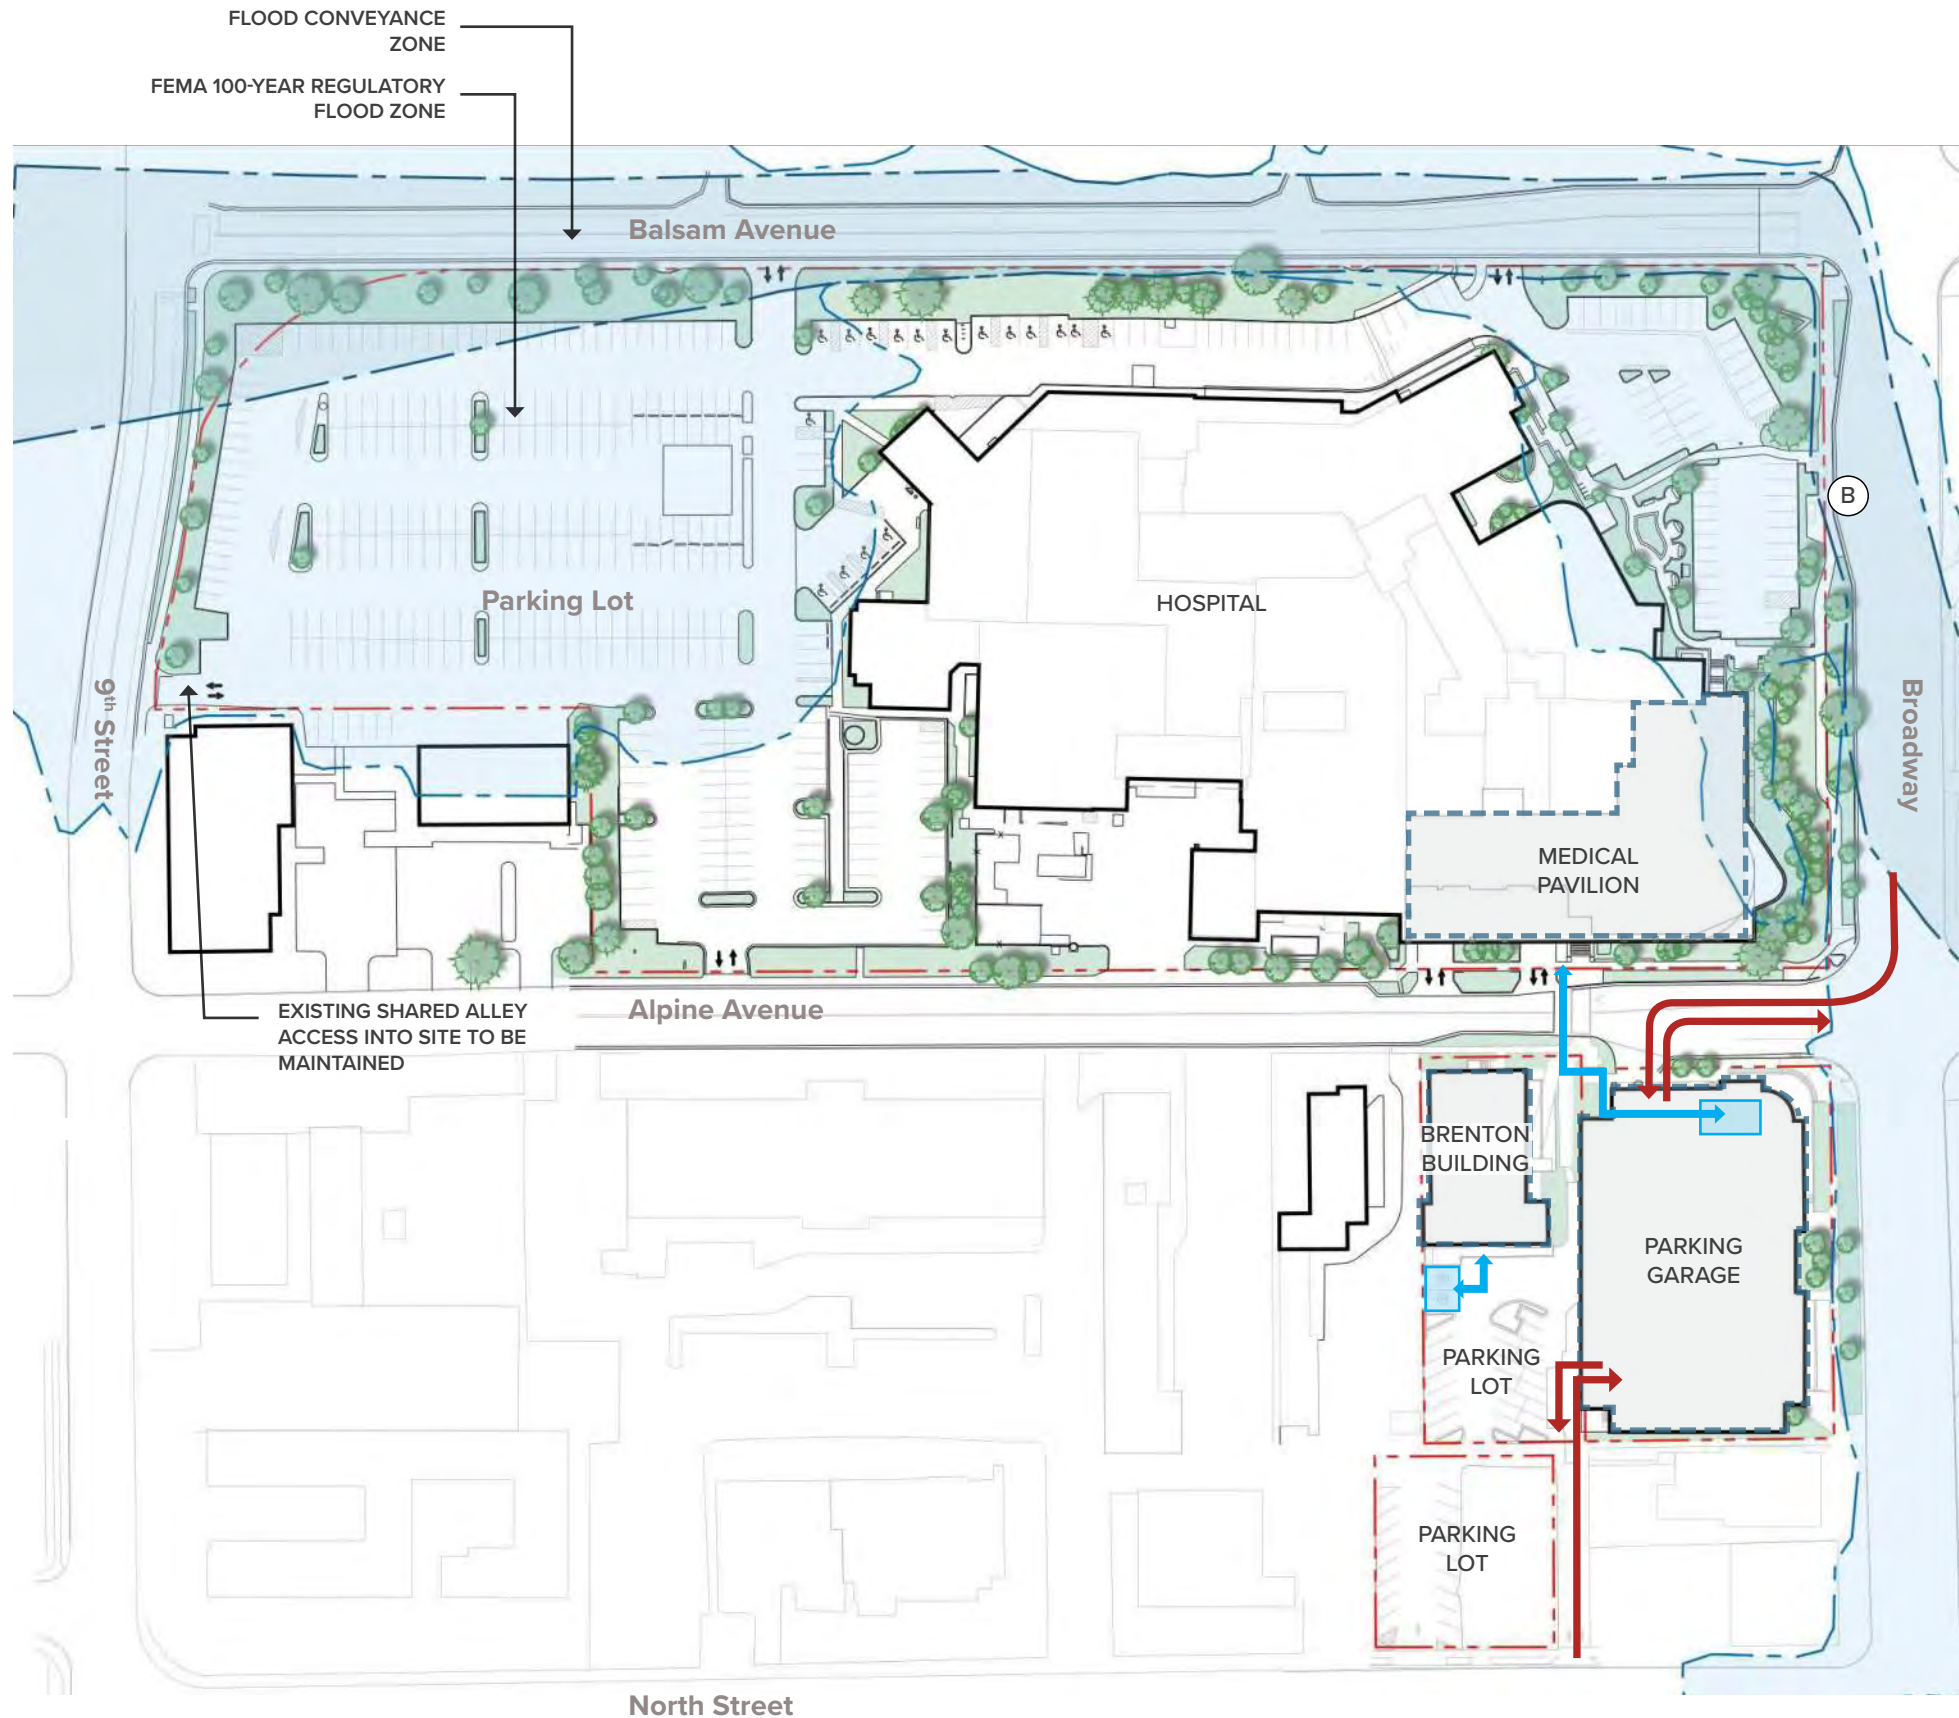 FLOOD CONVEYANCE
ZONE
FEMA 100-YEAR REGULATORY
FLOOD ZONE
Balsam Avenue
B
Parking Lot
HOSPITAL
9th Street
Broadway
MEDICAL
PAVILION
EXISTING SHARED ALLEY
ACCESS INTO SITE TO BE
MAINTAINED
Alpine Avenue
BRENTON
BUILDING
PARKING
GARAGE
PARKING
LOT
PARKING
LOT
North Street